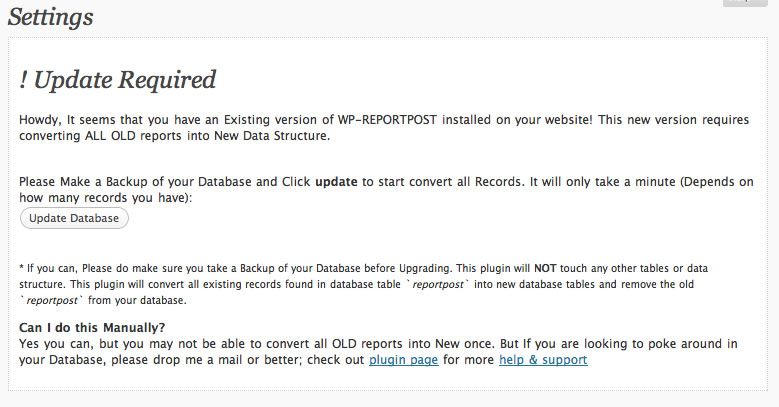 Settings
! Update Required
Howdy, It seems that you have an Existing version of WP-REPORTPOST installed on your website! This new version requires
converting ALL OLD reports into New Data Structure.
Please Make a Backup of your Database and Click update to start convert all Records. It will only take a minute (Depends on
how many records you have):
Update Database
* If you can, Please do make sure you take a Backup of your Database before Upgrading. This plugin will NOT touch any other tables or data
structure. This plugin will convert all existing records found in database table `reportpost` into new database tables and remove the old
`reportpost` from your database.
Can I do this Manually?
Yes you can, but you may not be able to convert all OLD reports into New once. But If you are looking to poke around in
your Database, please drop me a mail or better; check out plugin page for more help & support